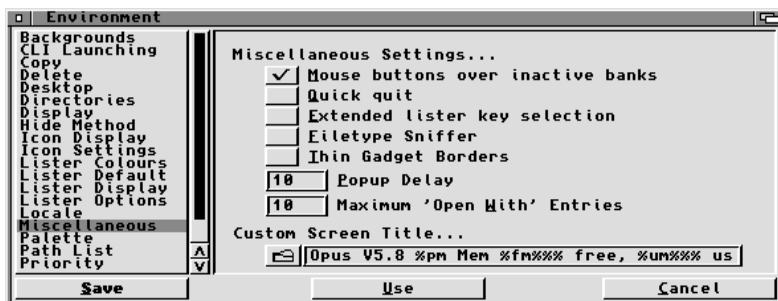 Environment
Backgrounds
CLI Launching
Copy
Delete
Desktop
Directories
Display
Hide Method
Icon Display
Icon Settings
Lister Colours
Lister Default
Lister Display
Lister Options
Locale
Miscellaneous
Palette
Path List
Priority
Miscellaneous Settings...
Mouse buttons over inactive banks
Quick quit
Extended lister key selection
Filetype Sniffer
Thin Gadget Borders
10 Popup Delay
10 Maximum 'Open With' Entries
Custom Screen Title...
Opus V5.8 %pm Mem %fm%%% free, %um%%% us
Save Use Cancel